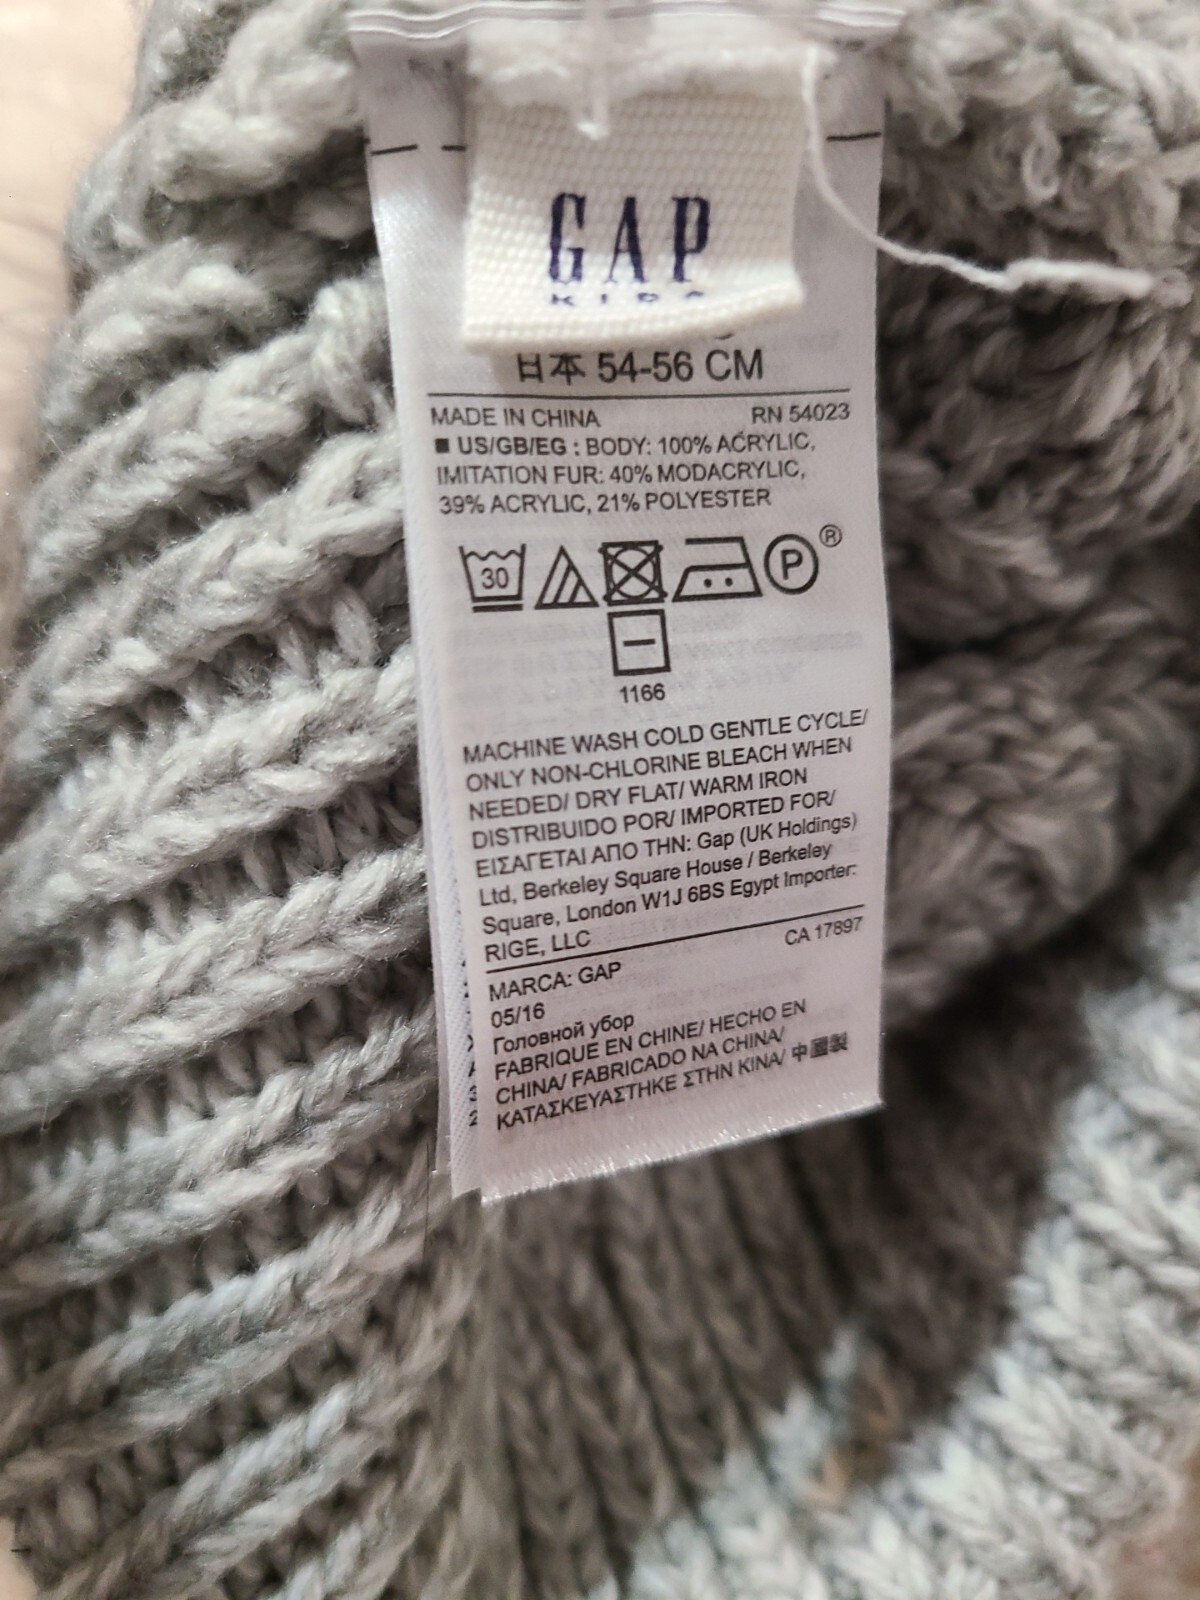 GAP
KIDS
日本 54-56 CM
MADE IN CHINA RN 54023
■ US/GB/EG : BODY: 100% ACRYLIC,
IMITATION FUR: 40% MODACRYLIC,
39% ACRYLIC, 21% POLYESTER
30 P®
1166
MACHINE WASH COLD GENTLE CYCLE/
ONLY NON-CHLORINE BLEACH WHEN
NEEDED/ DRY FLAT/ WARM IRON
DISTRIBUIDO POR/ IMPORTED FOR/
ΕΙΣΑΓΕΤΑΙ ΑΠΟ ΤΗΝ: Gap (UK Holdings)
Ltd, Berkeley Square House / Berkeley
Square, London W1J 6BS Egypt Importer:
RIGE, LLC
CA 17897
MARCA: GAP
05/16
Головной убор
FABRIQUE EN CHINE/ HECHO EN
CHINA/ FABRICADO NA CHINA/
ΚΑΤΑΣΚΕΥΑΣΤΗΚΕ ΣΤΗΝ ΚΙΝΑ/ 中國製